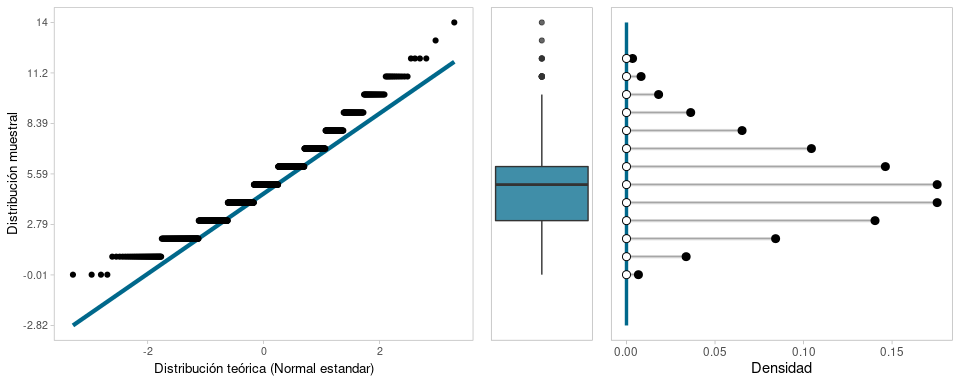 Distribución muestral
14
11.2
8.39
5.59
2.79
-0.01
-2.82
-2 0 2
Distribución teórica (Normal estandar)
0.00 0.05 0.10 0.15
Densidad